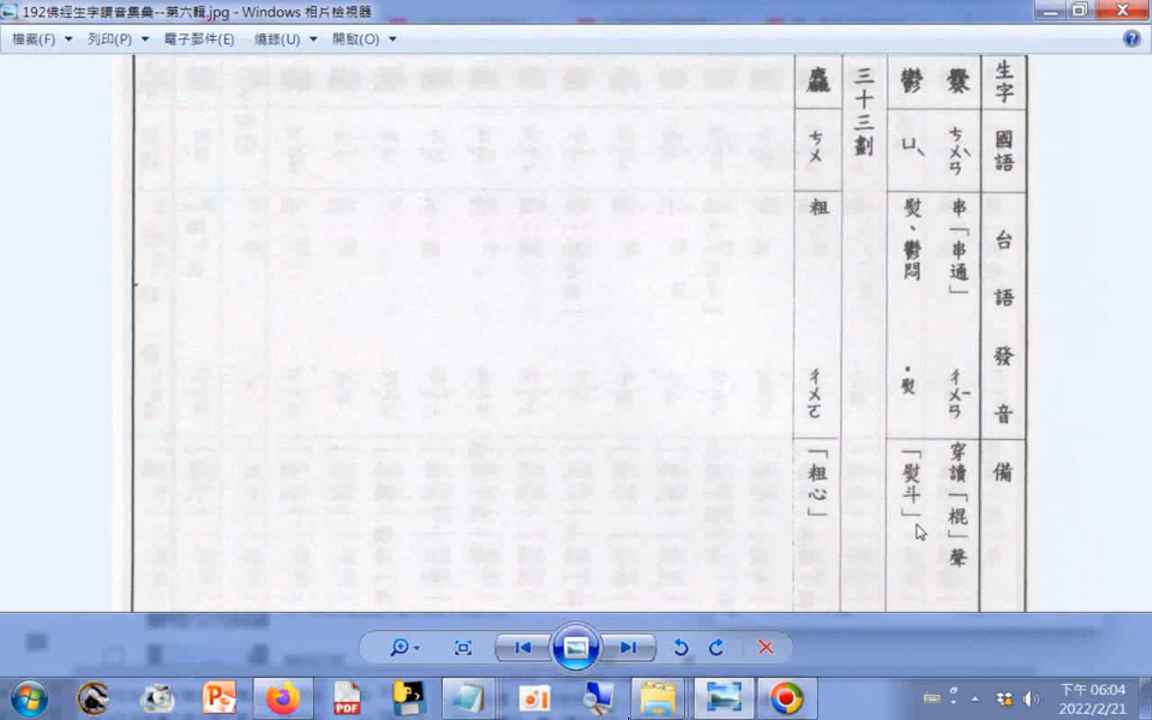 192佛經生字讀音集彙--第六輯.jpg - Windows 相片檢視器
檔案(F) 列印(P) 電子郵件(E) 燒錄(U) 開啟(O)
生字 國語 台語發音 備
爨 ㄘㄨㄢˋ 串「串通」 ㄔㄨㄢˉ 穿讀「棍」聲
鬱 ㄩˋ 熨、鬱悶 •熨 「熨斗」
三十三劃
麤 ㄘㄨ 粗 ㄔㄨㄛ 「粗心」
下午 06:04
2022/2/21